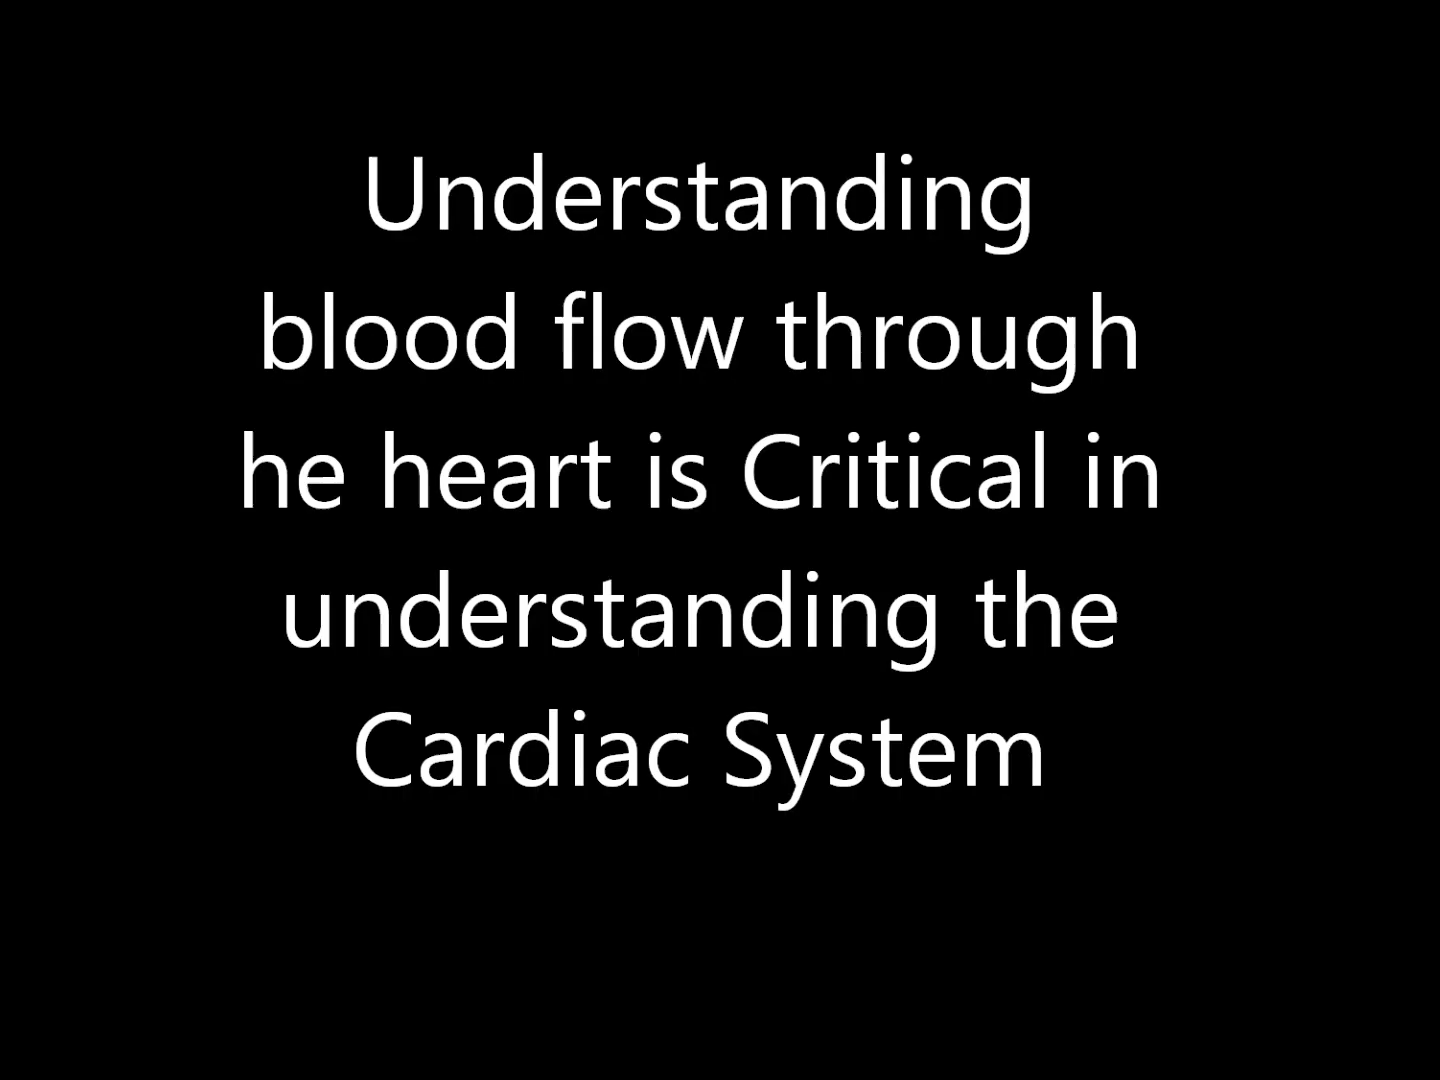 Understanding
blood flow through
he heart is Critical in
understanding the
Cardiac System